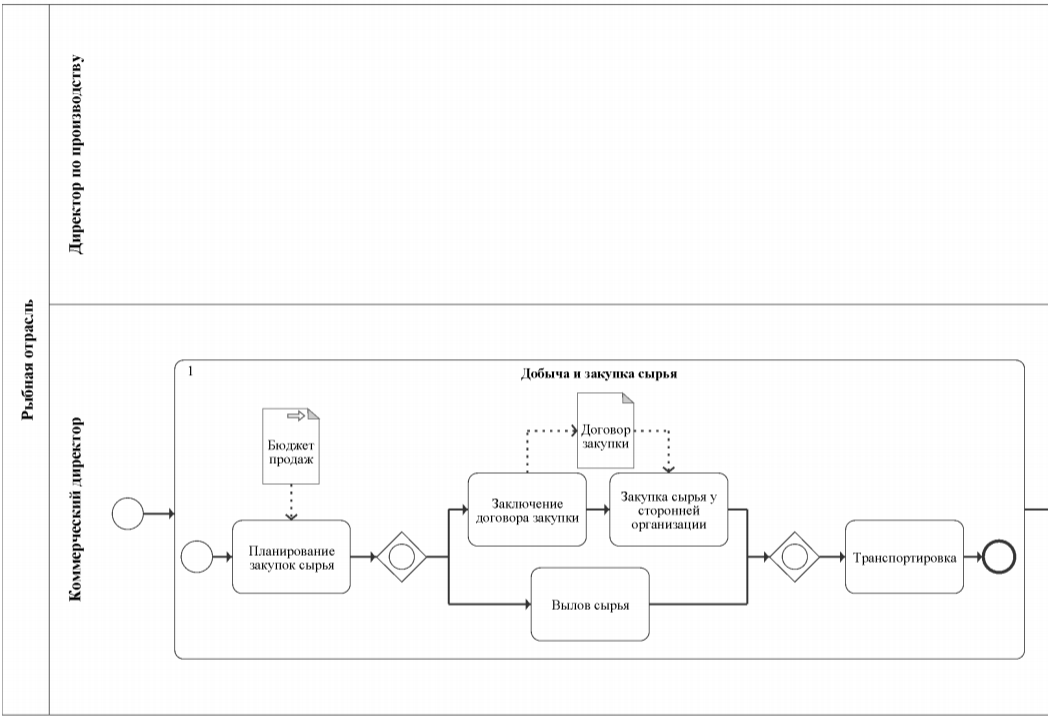 Рыбная отрасль
Директор по производству
Коммерческий директор
1
Добыча и закупка сырья
Бюджет
продаж
Договор
закупки
Планирование
закупок сырья
Заключение
договора закупки
Закупка сырья у
сторонней
организации
Вылов сырья
Транспортировка